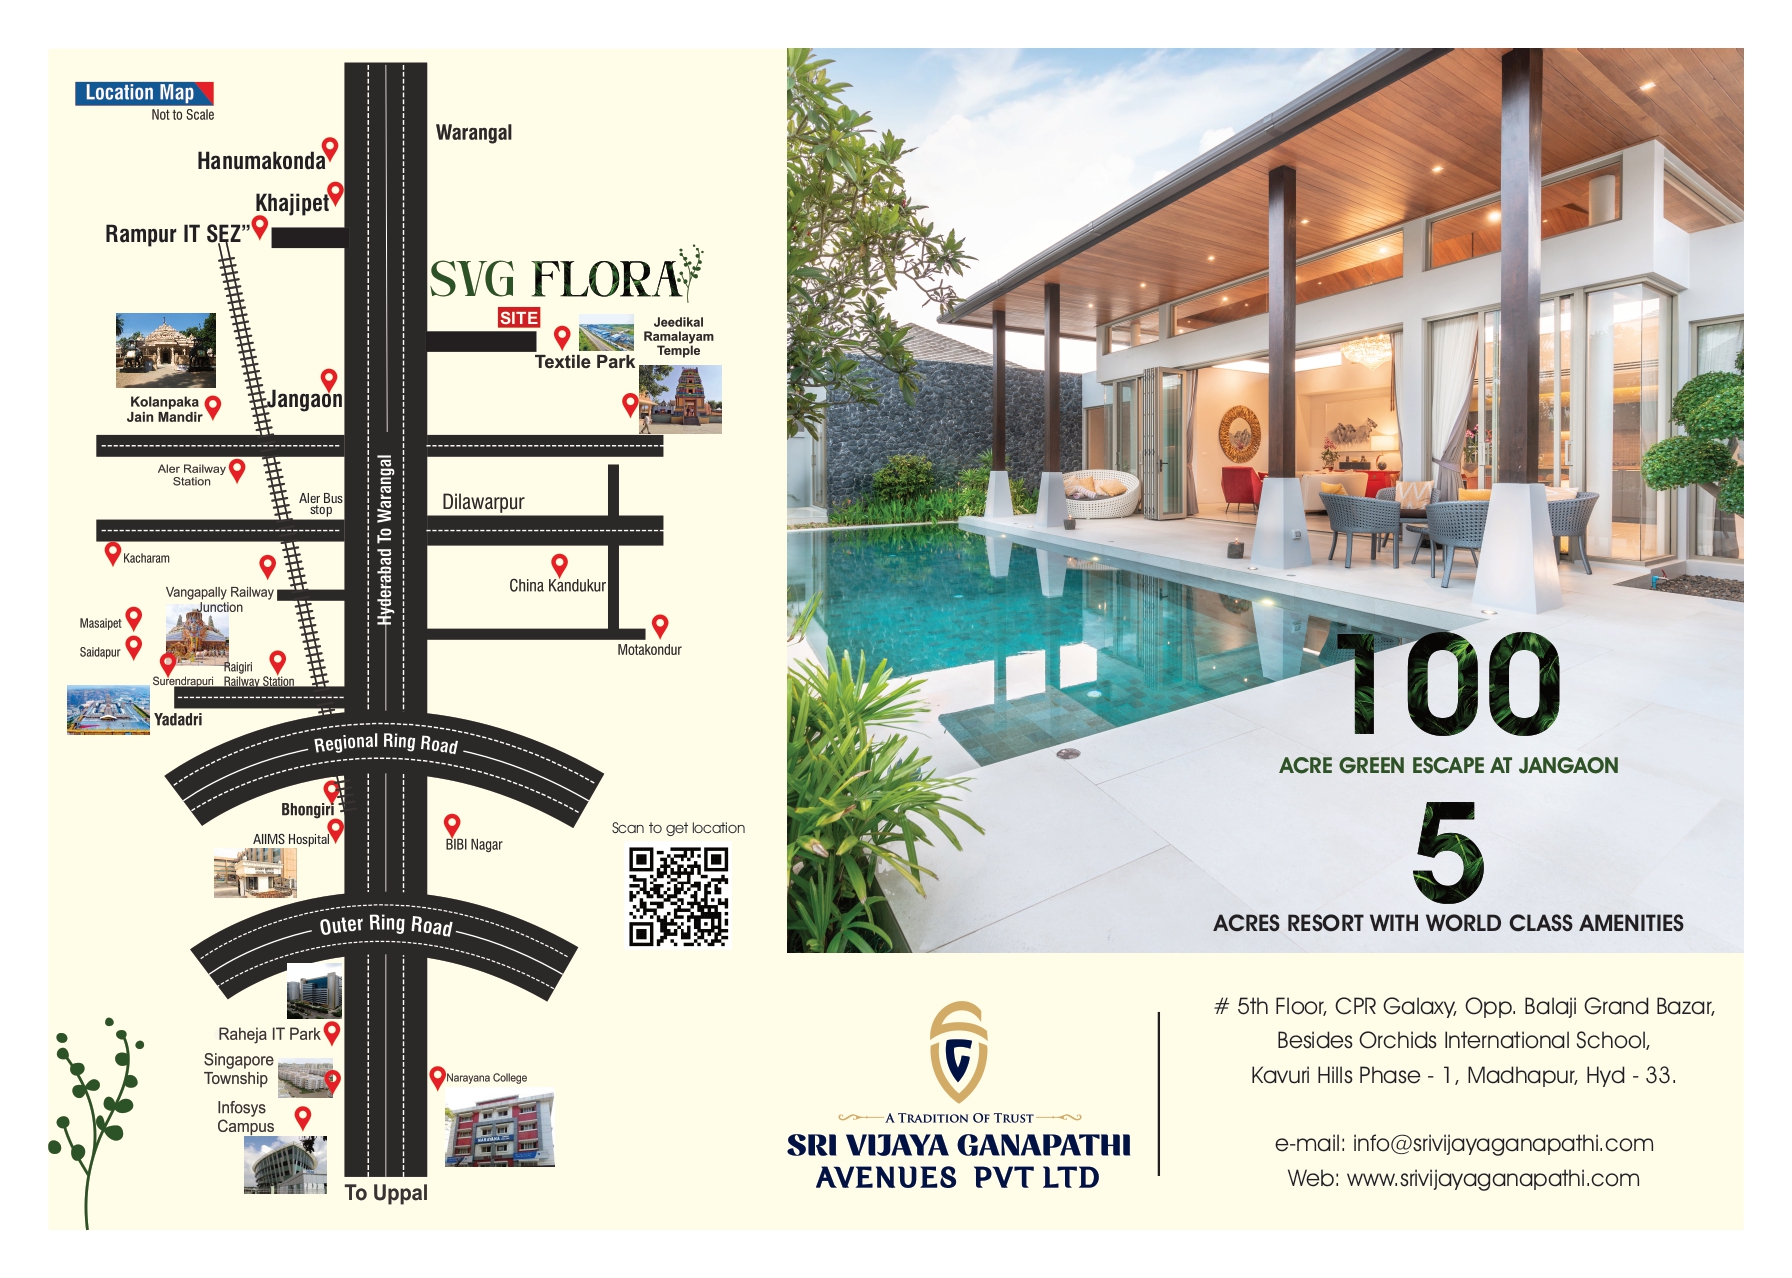 Location Map
Not to Scale
Warangal
Hanumakonda
Khajipet
Rampur IT SEZ”
SVG FLORA
SITE
Textile Park
Jeedikal
Ramalayam
Temple
Kolanpaka
Jain Mandir
Jangaon
Aler Railway
Station
Aler Bus
stop
Hyderabad To Warangal
Dilawarpur
Kacharam
China Kandukur
Vangapally Railway
Junction
Masaipet
Saidapur
Motakondur
Surendrapuri
Raigiri
Railway Station
Yadadri
Regional Ring Road
Bhongiri
AIIMS Hospital
BIBI Nagar
Scan to get location
Outer Ring Road
Raheja IT Park
Singapore
Township
Narayana College
Infosys
Campus
To Uppal
100
ACRE GREEN ESCAPE AT JANGAON
5
ACRES RESORT WITH WORLD CLASS AMENITIES
A TRADITION OF TRUST
SRI VIJAYA GANAPATHI
AVENUES PVT LTD
# 5th Floor, CPR Galaxy, Opp. Balaji Grand Bazar,
Besides Orchids International School,
Kavuri Hills Phase - 1, Madhapur, Hyd - 33.
e-mail: info@srivijayaganapathi.com
Web: www.srivijayaganapathi.com